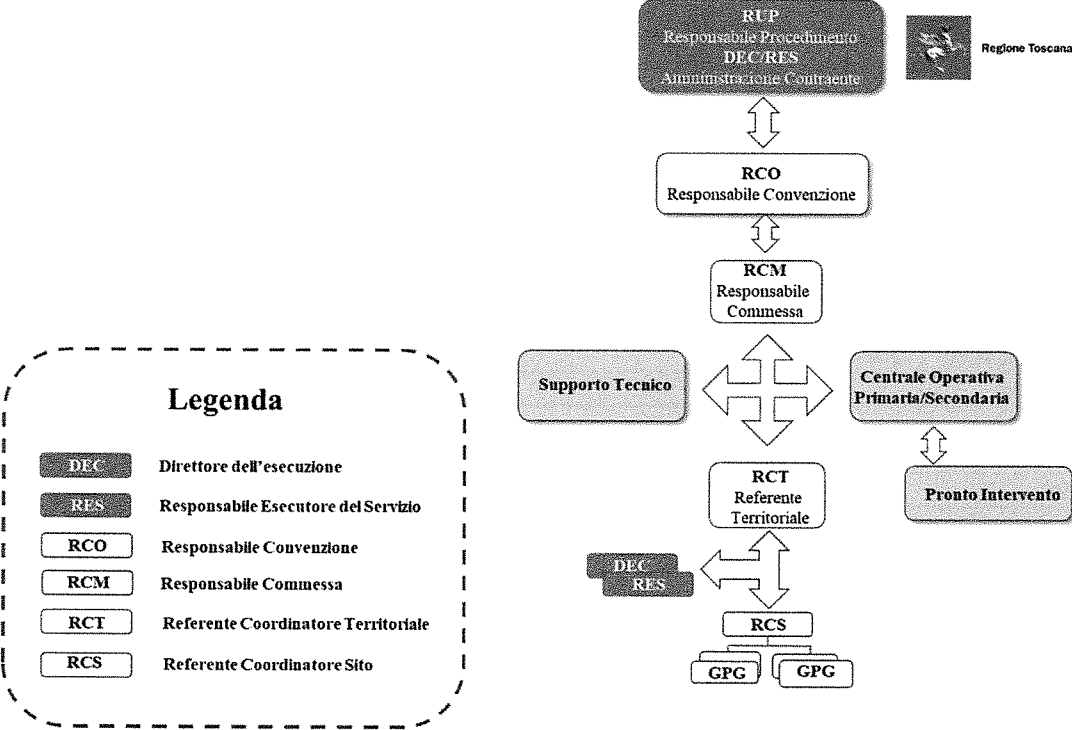 RUP
Responsabile Procedimento
DEC/RES
Amministrazione Contraente
Regione Toscana
RCO
Responsabile Convenzione
RCM
Responsabile
Commessa
Supporto Tecnico
Centrale Operativa
Primaria/Secondaria
RCT
Referente
Territoriale
Pronto Intervento
DEC
RES
RCS
GPG
GPG
Legenda
DEC Direttore dell'esecuzione
RES Responsabile Esecutore del Servizio
RCO Responsabile Convenzione
RCM Responsabile Commessa
RCT Referente Coordinatore Territoriale
RCS Referente Coordinatore Sito